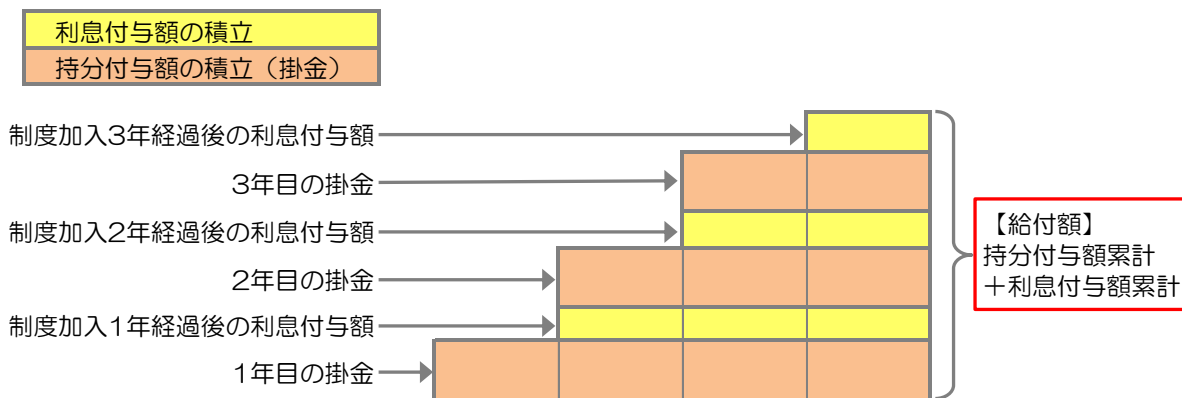 利息付与額の積立
持分付与額の積立（掛金）
制度加入3年経過後の利息付与額
3年目の掛金
制度加入2年経過後の利息付与額
2年目の掛金
制度加入1年経過後の利息付与額
1年目の掛金
【給付額】
持分付与額累計
＋利息付与額累計